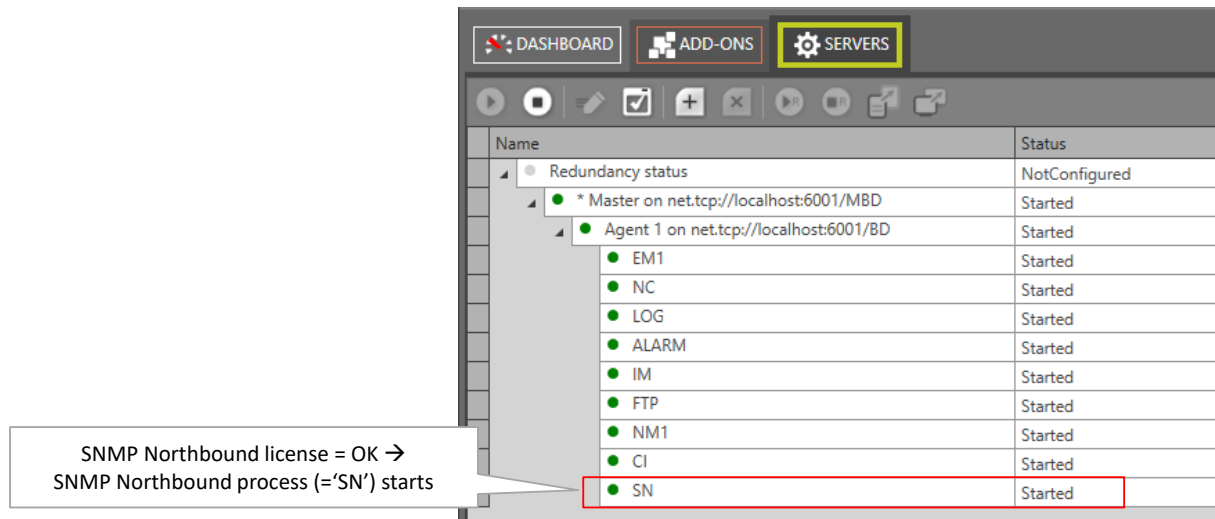 DASHBOARD ADD-ONS SERVERS
Name Status
Redundancy status NotConfigured
* Master on net.tcp://localhost:6001/MBD Started
Agent 1 on net.tcp://localhost:6001/BD Started
EM1 Started
NC Started
LOG Started
ALARM Started
IM Started
FTP Started
NM1 Started
CI Started
SN Started
SNMP Northbound license = OK →
SNMP Northbound process (=‘SN’) starts